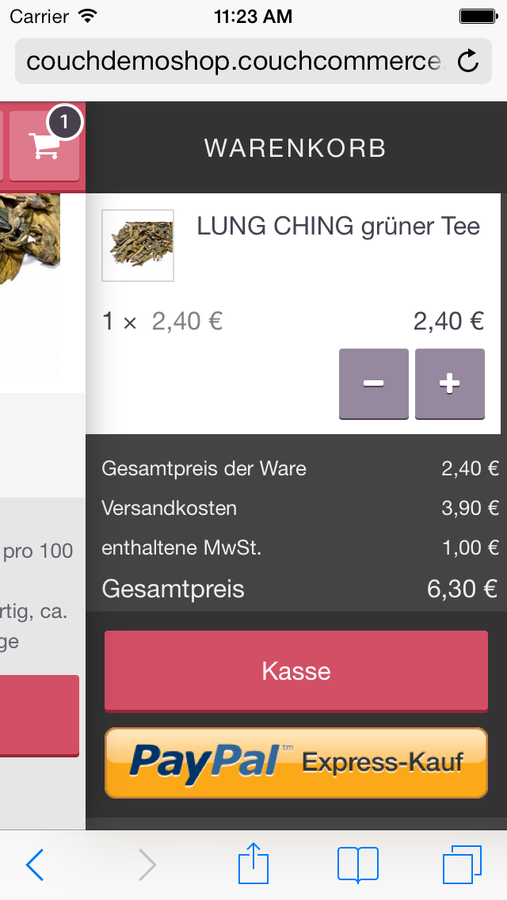 Carrier 11:23 AM
couchdemoshop.couchcommerce.
1
WARENKORB
LUNG CHING grüner Tee
1 × 2,40 € 2,40 €
− +
Gesamtpreis der Ware 2,40 €
Versandkosten 3,90 €
pro 100
enthaltene MwSt. 1,00 €
Gesamtpreis 6,30 €
rtig, ca.
ge
Kasse
PayPal™ Express-Kauf